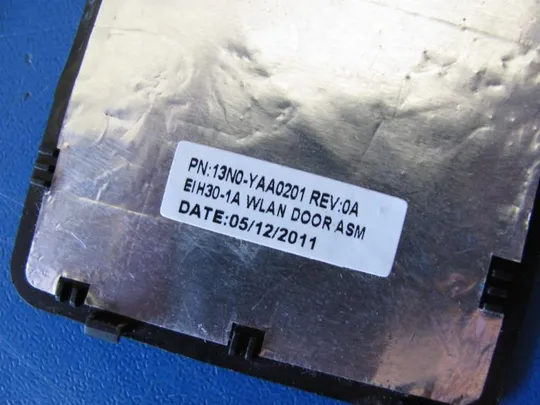 PN:13N0-YAA0201 REV:0A
EIH30-1A WLAN DOOR ASM
DATE:05/12/2011